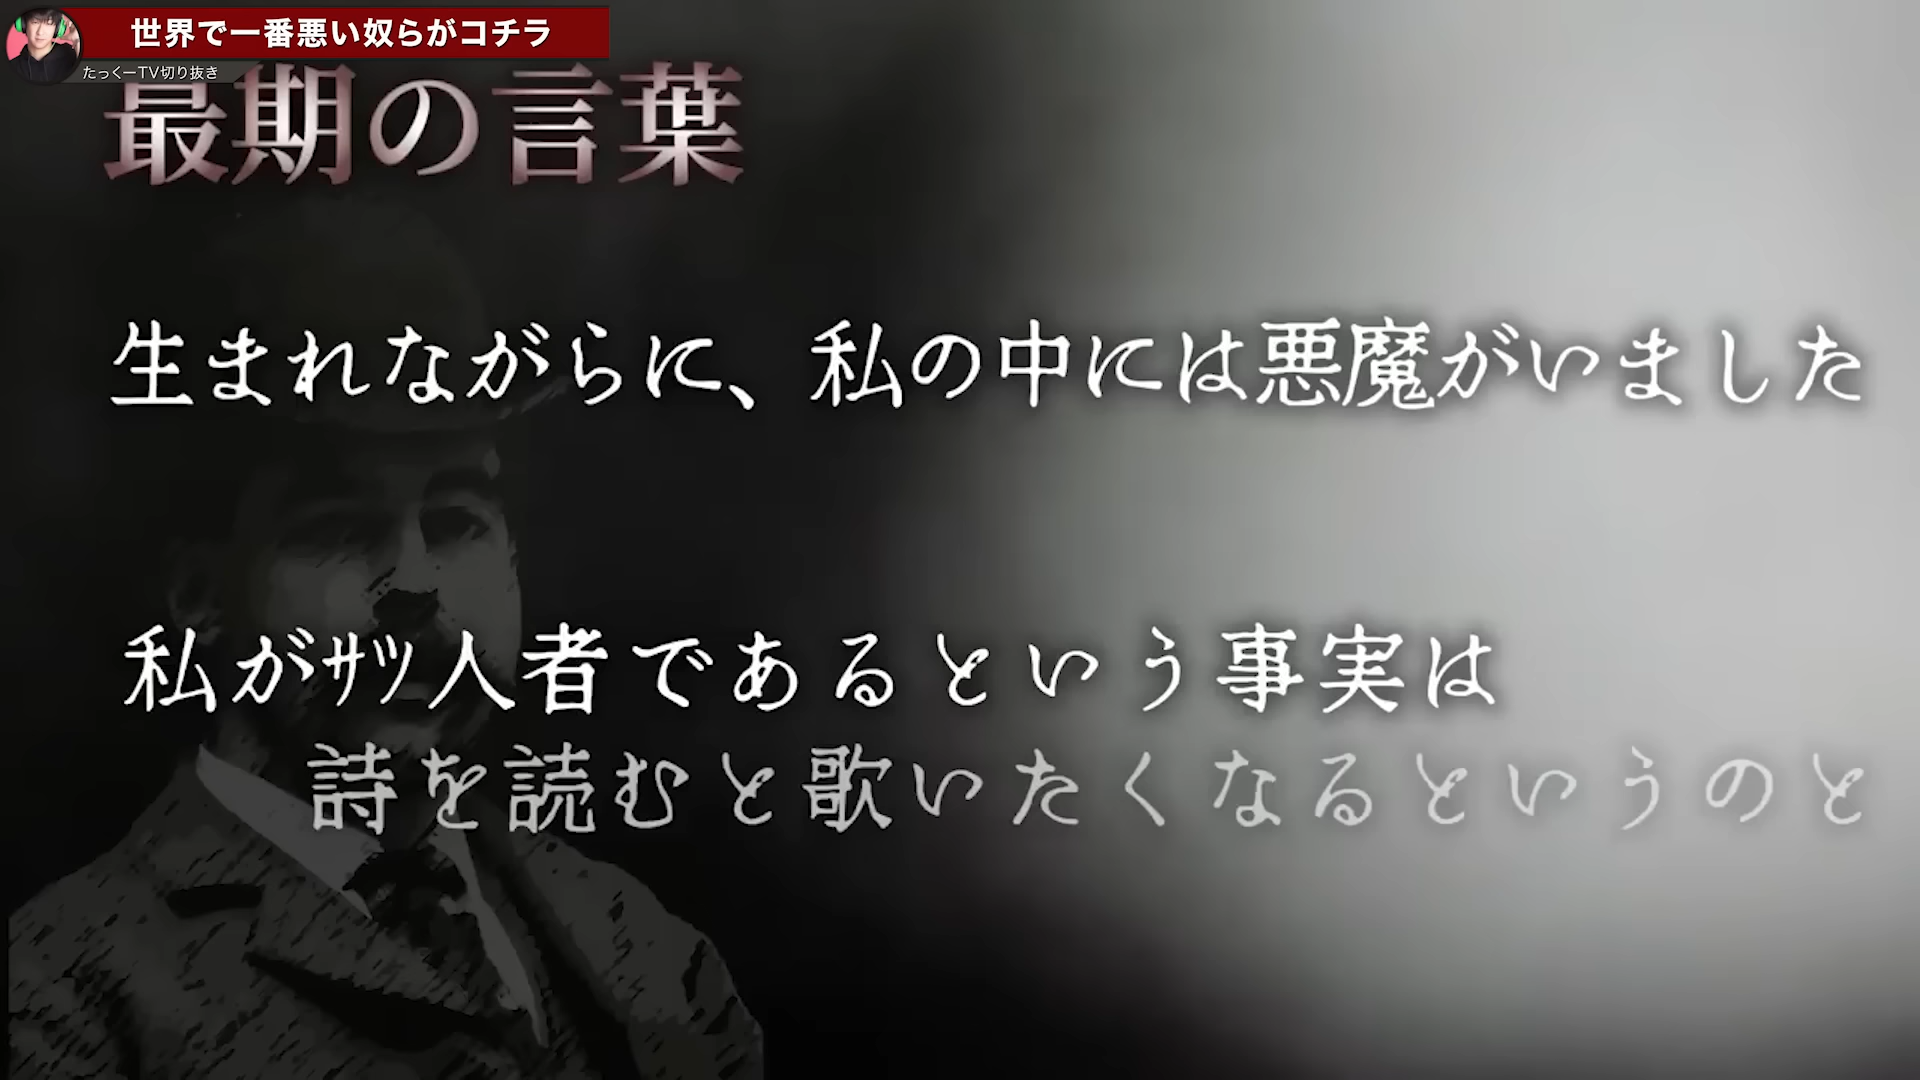 世界で一番悪い奴らがコチラ
たっくーTV切り抜き
最期の言葉
生まれながらに、私の中には悪魔がいました
私がｻﾂ人者であるという事実は
詩を読むと歌いたくなるというのと